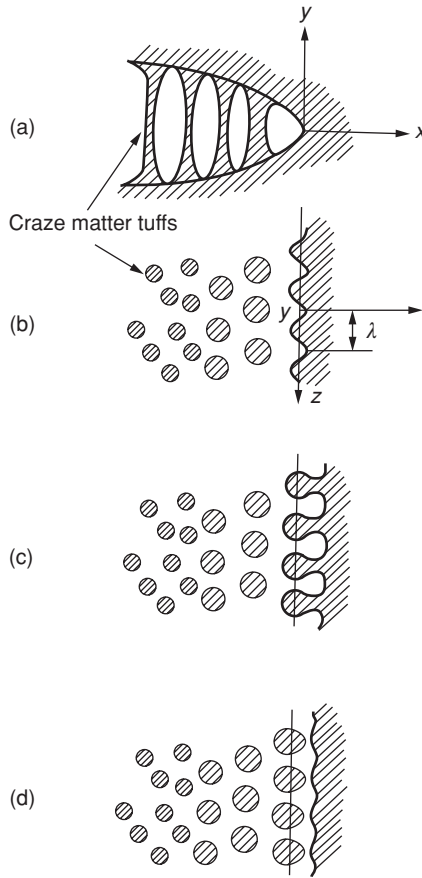 y
(a)
x
Craze matter tuffs
(b)
y
λ
z
(c)
(d)